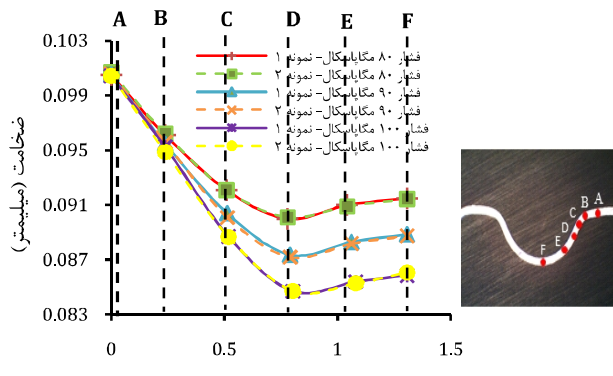 A B C D E F
0.103
0.099
0.095
0.091
0.087
0.083
ضخامت (میلیمتر)
فشار ۸۰ مگاپاسکال- نمونه ۱
فشار ۸۰ مگاپاسکال- نمونه ۲
فشار ۹۰ مگاپاسکال- نمونه ۱
فشار ۹۰ مگاپاسکال- نمونه ۲
فشار ۱۰۰ مگاپاسکال- نمونه ۱
فشار ۱۰۰ مگاپاسکال- نمونه ۲
0 0.5 1 1.5
A
B
C
D
E
F